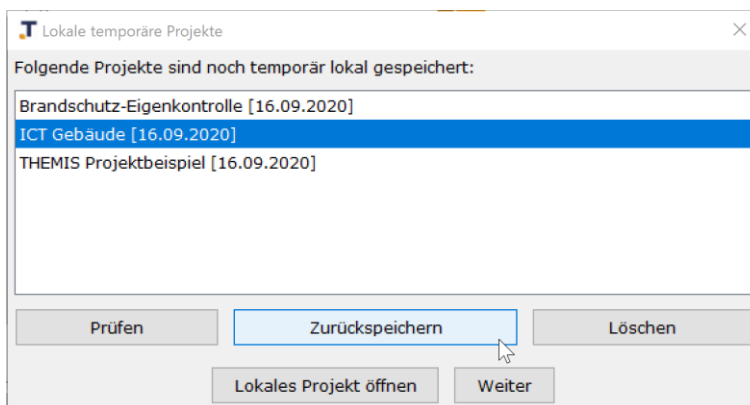 Lokale temporäre Projekte
Folgende Projekte sind noch temporär lokal gespeichert:
Brandschutz-Eigenkontrolle [16.09.2020]
ICT Gebäude [16.09.2020]
THEMIS Projektbeispiel [16.09.2020]
Prüfen Zurückspeichern Löschen
Lokales Projekt öffnen Weiter